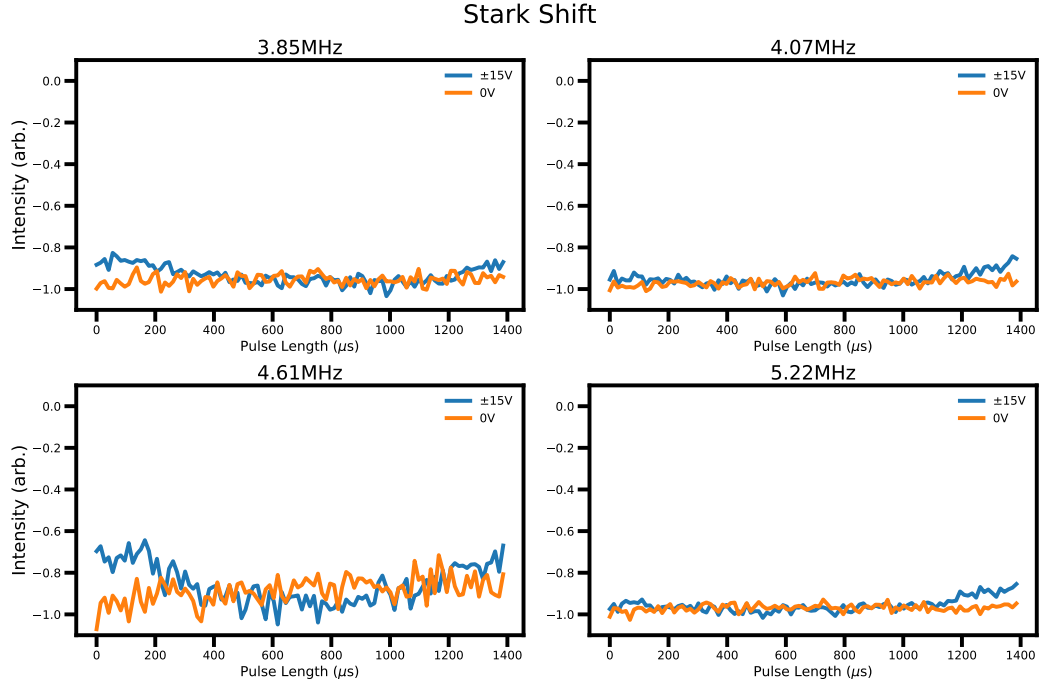 Stark Shift
3.85MHz
Intensity (arb.)
0.0
−0.2
−0.4
−0.6
−0.8
−1.0
±15V
0V
0 200 400 600 800 1000 1200 1400
Pulse Length (μs)
4.07MHz
0.0
−0.2
−0.4
−0.6
−0.8
−1.0
±15V
0V
0 200 400 600 800 1000 1200 1400
Pulse Length (μs)
4.61MHz
Intensity (arb.)
0.0
−0.2
−0.4
−0.6
−0.8
−1.0
±15V
0V
0 200 400 600 800 1000 1200 1400
Pulse Length (μs)
5.22MHz
0.0
−0.2
−0.4
−0.6
−0.8
−1.0
±15V
0V
0 200 400 600 800 1000 1200 1400
Pulse Length (μs)